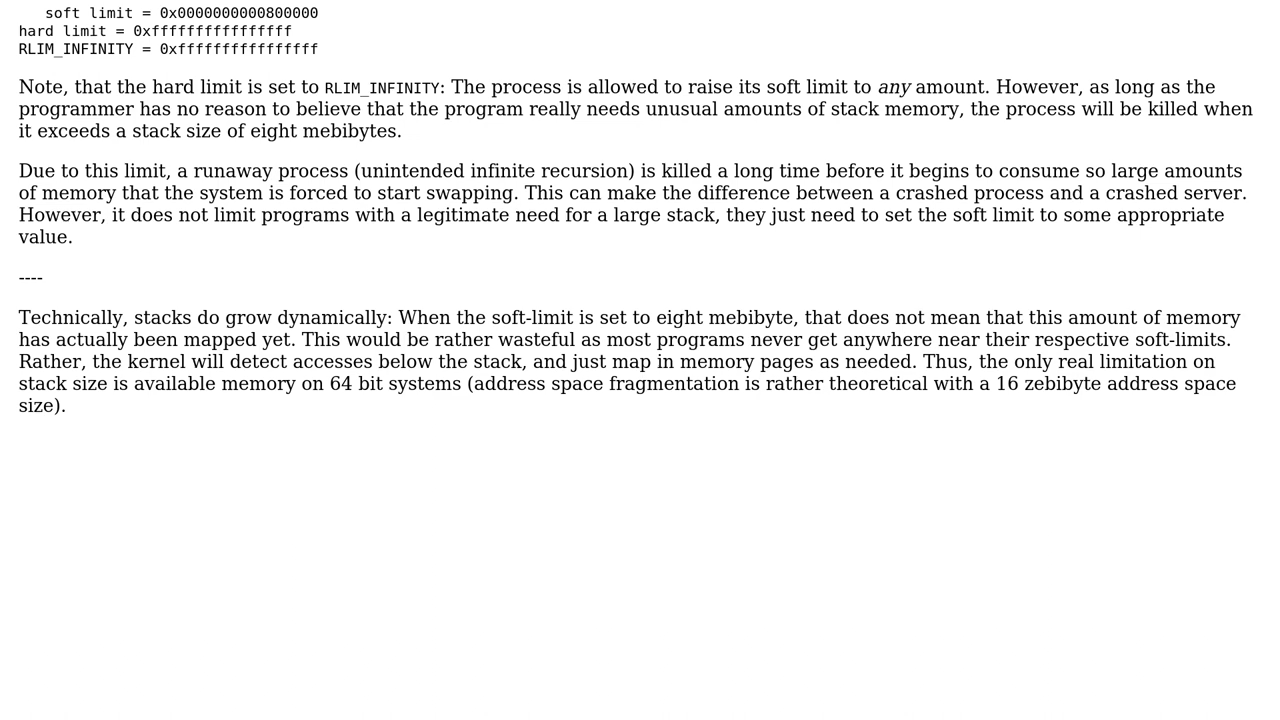 soft limit = 0x0000000000800000
hard limit = 0xffffffffffffffff
RLIM_INFINITY = 0xffffffffffffffff
Note, that the hard limit is set to RLIM_INFINITY: The process is allowed to raise its soft limit to any amount. However, as long as the
programmer has no reason to believe that the program really needs unusual amounts of stack memory, the process will be killed when
it exceeds a stack size of eight mebibytes.
Due to this limit, a runaway process (unintended infinite recursion) is killed a long time before it begins to consume so large amounts
of memory that the system is forced to start swapping. This can make the difference between a crashed process and a crashed server.
However, it does not limit programs with a legitimate need for a large stack, they just need to set the soft limit to some appropriate
value.
----
Technically, stacks do grow dynamically: When the soft-limit is set to eight mebibyte, that does not mean that this amount of memory
has actually been mapped yet. This would be rather wasteful as most programs never get anywhere near their respective soft-limits.
Rather, the kernel will detect accesses below the stack, and just map in memory pages as needed. Thus, the only real limitation on
stack size is available memory on 64 bit systems (address space fragmentation is rather theoretical with a 16 zebibyte address space
size).